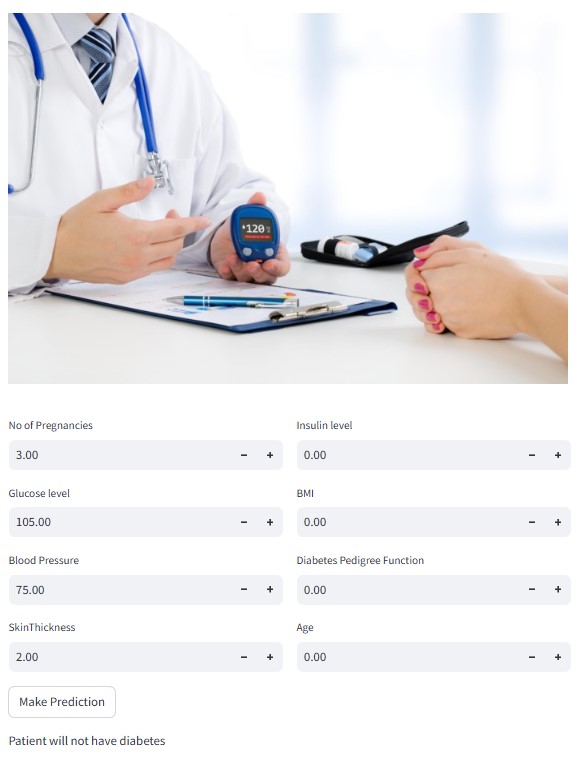 120
No of Pregnancies
3.00
Insulin level
0.00
Glucose level
105.00
BMI
0.00
Blood Pressure
75.00
Diabetes Pedigree Function
0.00
SkinThickness
2.00
Age
0.00
Make Prediction
Patient will not have diabetes